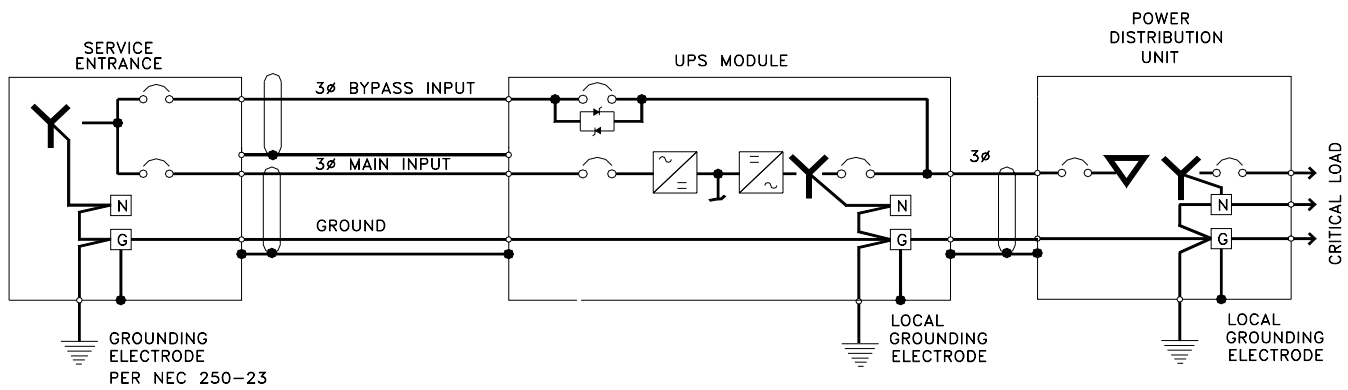 SERVICE
ENTRANCE
UPS MODULE
POWER
DISTRIBUTION
UNIT
3ø BYPASS INPUT
3ø MAIN INPUT
3ø
N
N
N
GROUND
G
G
G
CRITICAL LOAD
GROUNDING
ELECTRODE
PER NEC 250-23
LOCAL
GROUNDING
ELECTRODE
LOCAL
GROUNDING
ELECTRODE